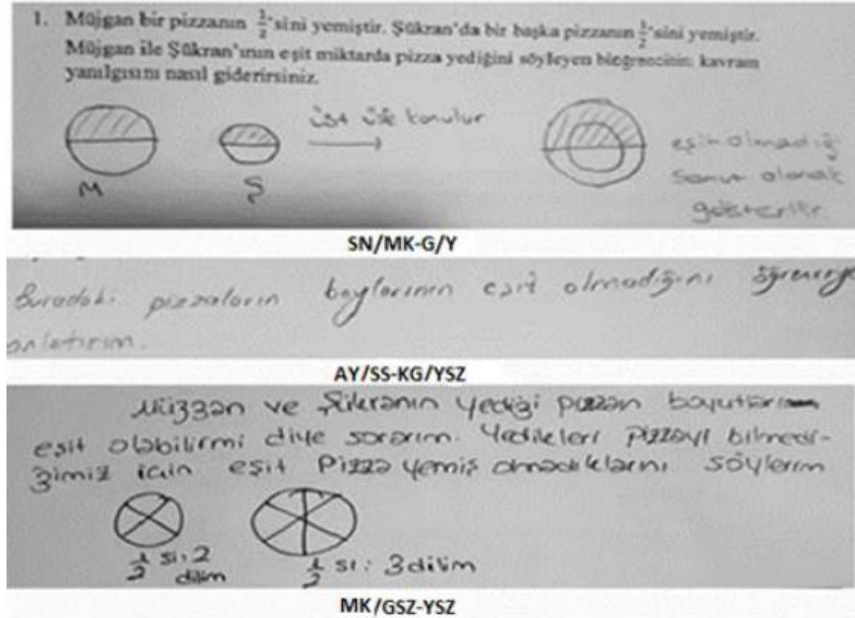 1. Müjgan bir pizzanın 1/2'sini yemiştir. Şükran'da bir başka pizzanın 1/2'sini yemiştir.
Müjgan ile Şükran'ının eşit miktarda pizza yediğini söyleyen bir öğrencinin kavram
yanılgısını nasıl giderirsiniz.
üst üste konulur
eşit olmadığı
somut olarak
gösterilir.
M
Ş
SN/MK-G/Y
Buradaki pizzaların boylarının eşit olmadığını öğrenciye
anlatırım.
AY/SS-KG/YSZ
Müjgan ve Şükranın yediği pizzan boyutları
eşit olabilirmi diye sorarım. Yedikleri pizzayı bilmedi-
ğimiz için eşit pizza yemiş olmadıklarını söylerim
1/2 si: 2
dilim
1/2 si: 3 dilim
MK/GSZ-YSZ